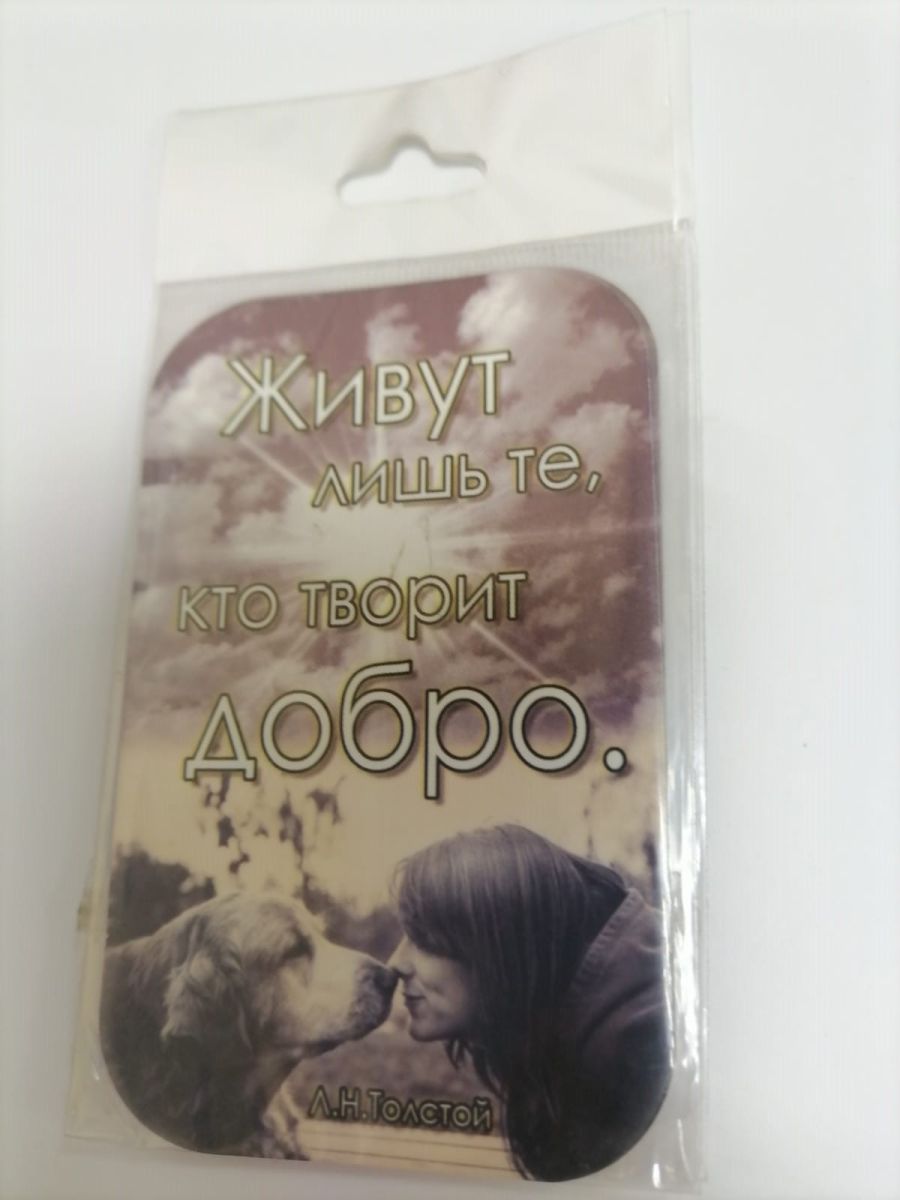 Живут
лишь те,
кто творит
добро.
Л.Н.Толстой